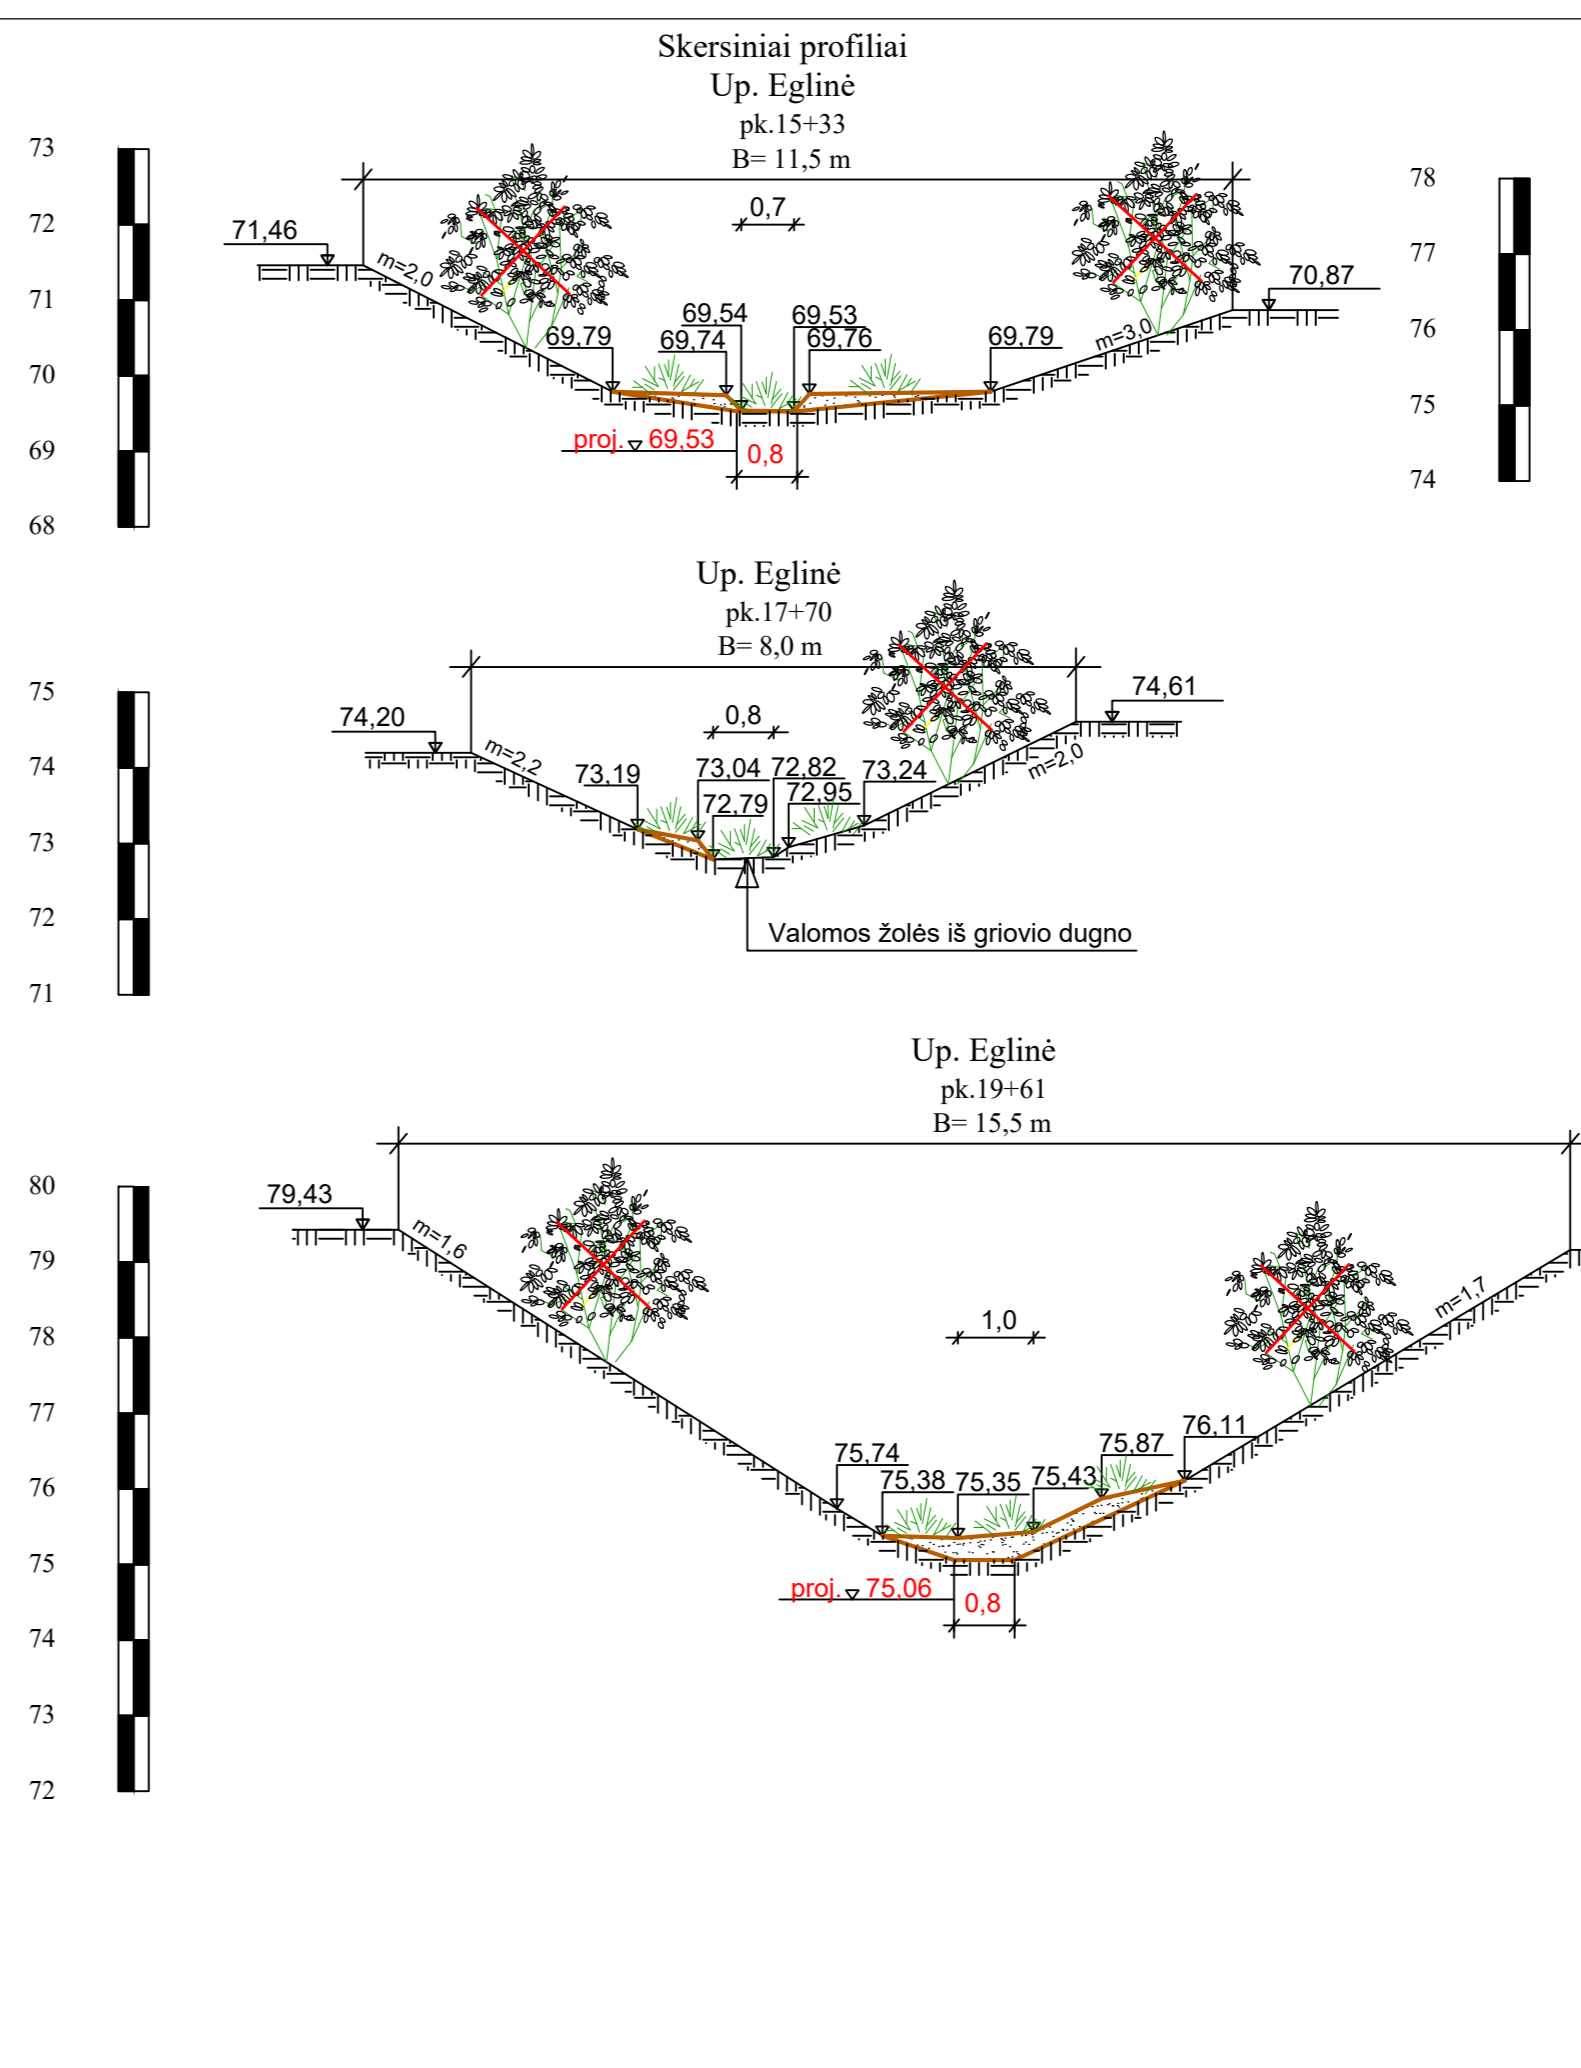 Skersiniai profiliai
Up. Eglinė
pk.15+33
B= 11,5 m
73
72
71
70
69
68
78
77
76
75
74
0,7
71,46
m=2,0
70,87
m=3,0
69,54
69,53
69,79
69,74
69,76
69,79
proj. 69,53
0,8
Up. Eglinė
pk.17+70
B= 8,0 m
75
74
73
72
71
74,20
0,8
74,61
m=2,2
m=2,0
73,19
73,04
72,82
73,24
72,79
72,95
Valomos žolės iš griovio dugno
Up. Eglinė
pk.19+61
B= 15,5 m
80
79
78
77
76
75
74
73
72
79,43
m=1,6
m=1,7
1,0
75,74
75,38
75,35
75,43
75,87
76,11
proj. 75,06
0,8